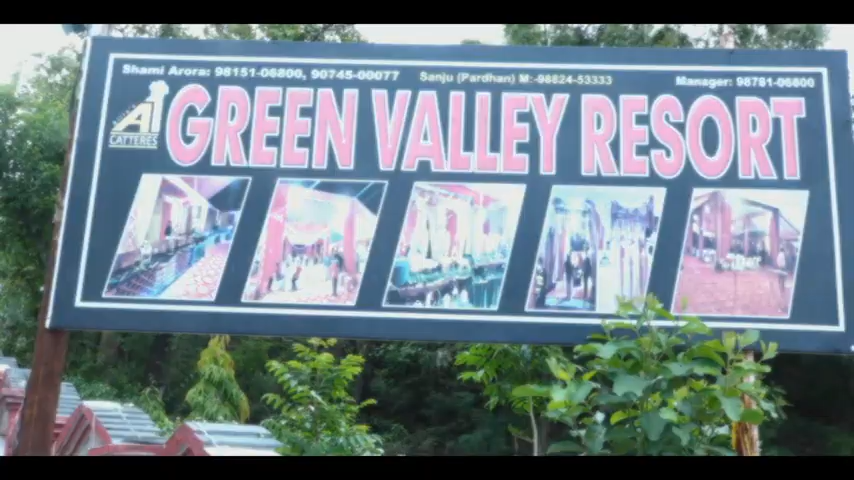 Shami Arora: 98151-06800, 90745-00077 Sanju (Pardhan) M:-98824-53333 Manager: 98781-06800
A1
CATTERES
GREEN VALLEY RESORT